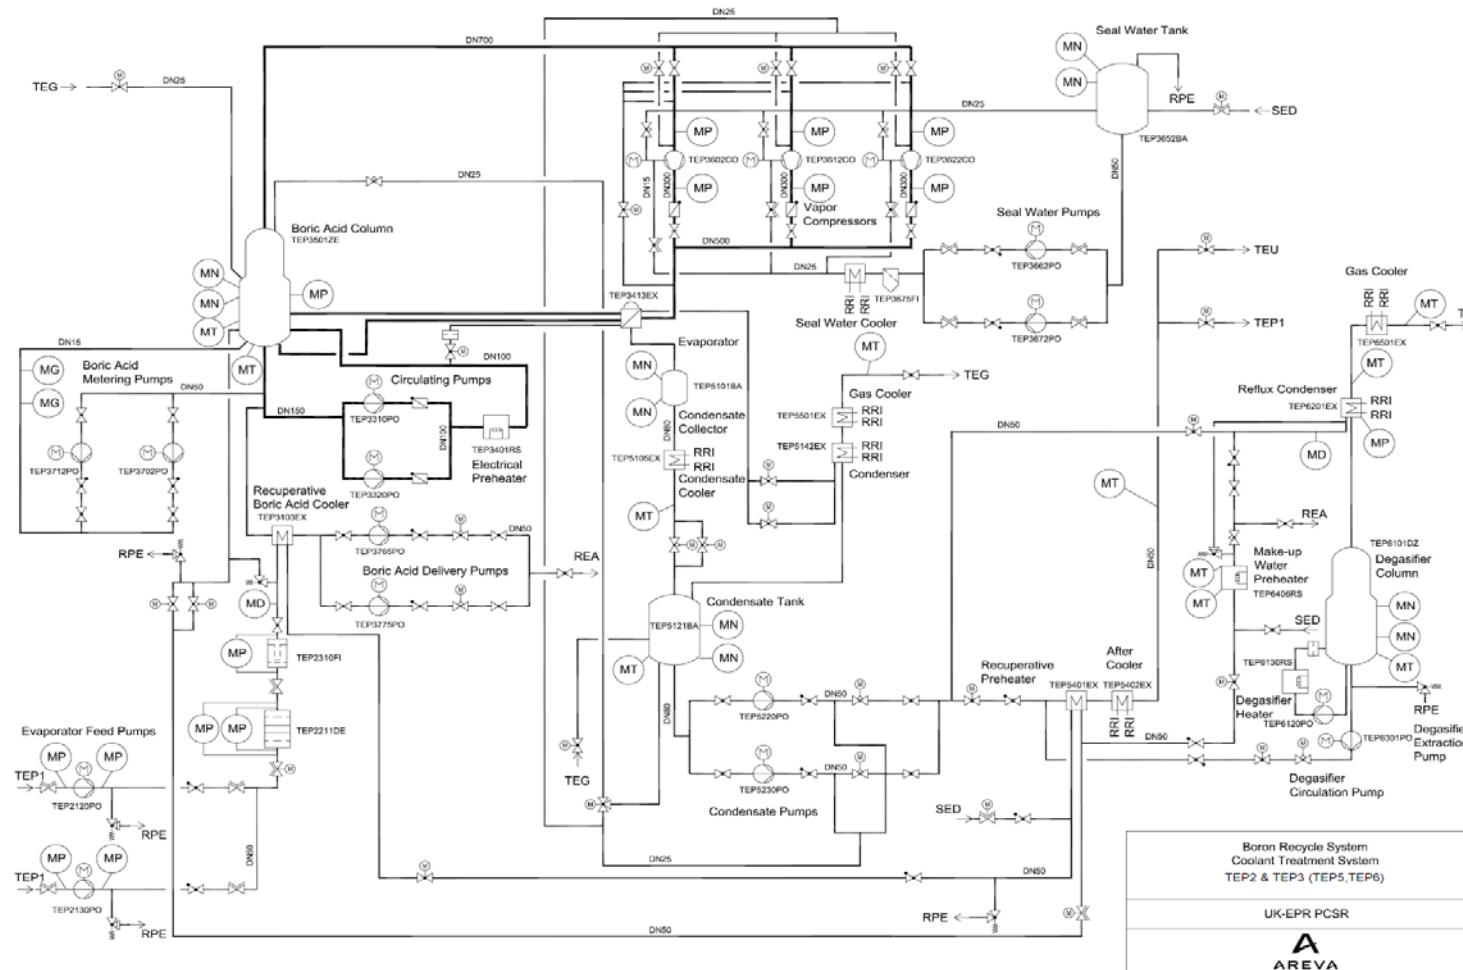 DN25
DN700
Seal Water Tank
MN
MN
TEG
DN25
RPE
SED
DN25
TEP3652BA
MP
MP
MP
M
TEP3602CO
M
TEP3612CO
M
TEP3622CO
DN50
DN25
DN15
DN300
MP
DN300
MP
DN300
MP
Vapor
Compressors
Boric Acid Column
TEP3501ZE
Seal Water Pumps
M
TEP3662PO
TEU
DN500
MN
MN
MT
MP
TEP3413EX
DN25
TEP3675FI
RRI
RRI
Seal Water Cooler
M
TEP3672PO
TEP1
Gas Cooler
RRI
RRI
MT
TEP6501EX
DN15
MT
Evaporator
MT
DN100
MG
MG
Boric Acid
Metering Pumps
DN50
Circulating Pumps
M
TEP3310PO
DN150
DN100
TEP3401RS
Electrical
Preheater
MN
MN
TEP5101BA
Condensate
Collector
DN80
TEG
Gas Cooler
TEP5501EX
RRI
RRI
TEP5142EX
RRI
RRI
Condenser
MT
Reflux Condenser
TEP6201EX
RRI
RRI
MP
MD
DN50
M
TEP3712PO
M
TEP3702PO
M
TEP3320PO
TEP5105EX
RRI
RRI
Condensate
Cooler
MT
MT
Recuperative
Boric Acid Cooler
TEP3103EX
M
TEP3765PO
DN50
REA
RPE
Boric Acid Delivery Pumps
REA
M
TEP3775PO
MD
DN50
TEP6101DZ
Degasifier
Column
Make-up
Water
Preheater
TEP6406RS
MT
MT
Condensate Tank
TEP5121BA
MN
MN
MT
MN
MN
MT
SED
MP
TEP2310FI
Recuperative
Preheater
After
Cooler
TEP5401EX
TEP5402EX
TEP6130RS
Degasifier
Heater
TEP6120PO
MP
MP
TEP2211DE
DN80
M
TEP5220PO
DN50
RRI
RRI
DN50
RPE
TEP6301PO
Degasifie
Extraction
Pump
Evaporator Feed Pumps
MP
MP
TEP1
M
TEP2120PO
RPE
TEG
M
TEP5230PO
DN50
Condensate Pumps
Degasifier
Circulation Pump
SED
DN50
MP
MP
TEP1
M
TEP2130PO
RPE
DN25
DN50
RPE
DN50
Boron Recycle System
Coolant Treatment System
TEP2 & TEP3 (TEP5,TEP6)
UK-EPR PCSR
AREVA